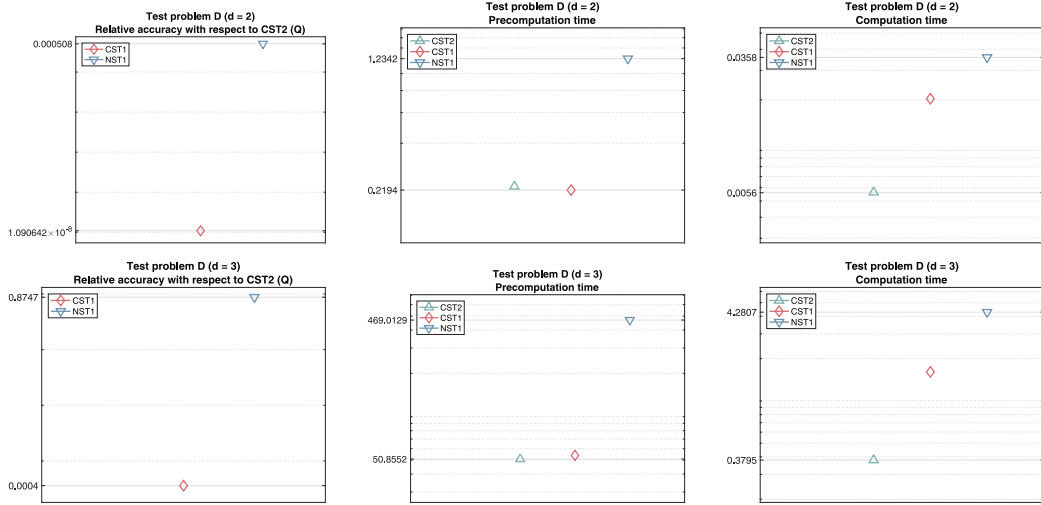 Test problem D (d = 2)
Relative accuracy with respect to CST2 (Q)
0.000508
CST1
NST1
1.090642×10⁻⁸
Test problem D (d = 2)
Precomputation time
CST2
CST1
NST1
1.2342
0.2194
Test problem D (d = 2)
Computation time
CST2
CST1
NST1
0.0358
0.0056
Test problem D (d = 3)
Relative accuracy with respect to CST2 (Q)
0.8747
CST1
NST1
0.0004
Test problem D (d = 3)
Precomputation time
CST2
CST1
NST1
469.0129
50.8552
Test problem D (d = 3)
Computation time
CST2
CST1
NST1
4.2807
0.3795